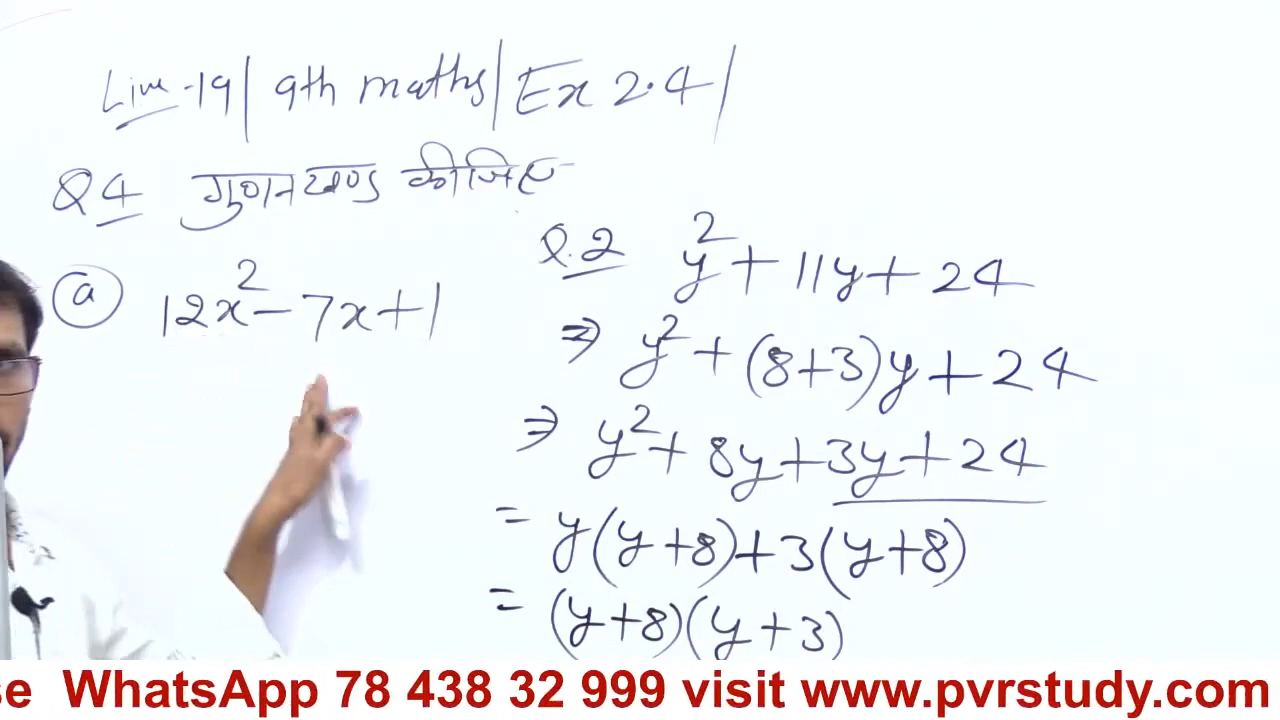 Live-19| 9th maths| Ex 2.4|
Q4 गुणनखण्ड कीजिए
(a) 12x² - 7x + 1
Q.2 y² + 11y + 24
⇒ y² + (8+3)y + 24
⇒ y² + 8y + 3y + 24
= y(y+8) + 3(y+8)
= (y+8)(y+3)
se WhatsApp 78 438 32 999 visit www.pvrstudy.com